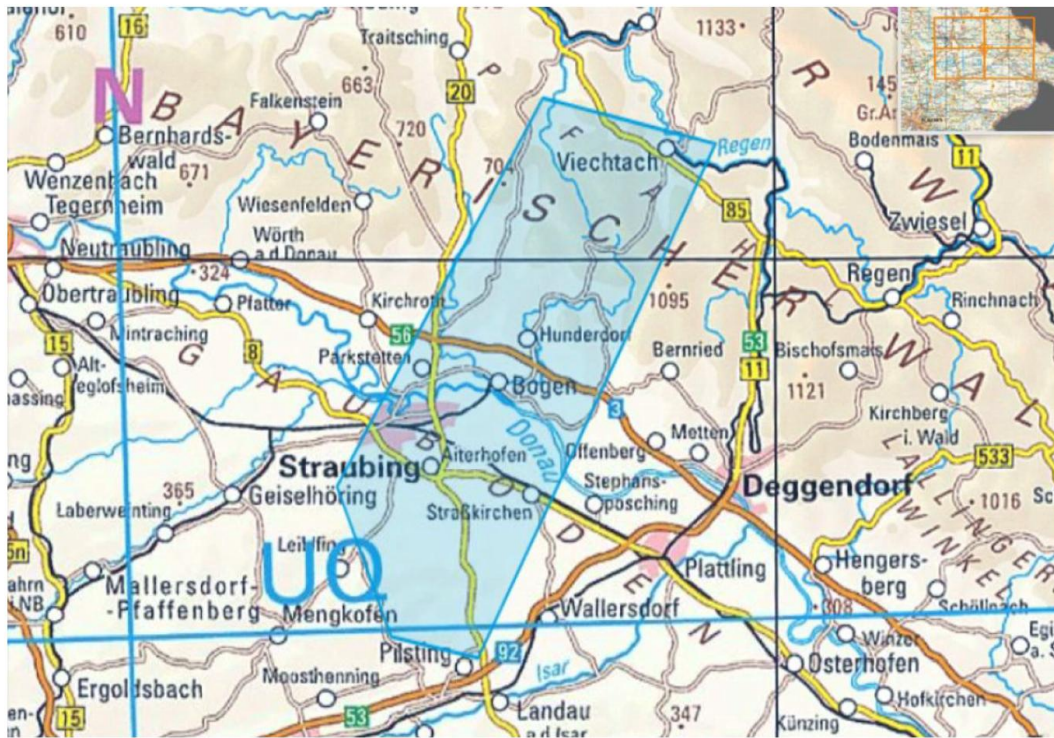 610
16
Traitsching
1133
663
20
P
145
Gr.Ar
N
BAYERISCHER
Falkenstein
Bernhards-
wald
720
F
Regen
Bodenmais
11
Viechtach
Wenzenbach
671
704
A
R
W
Tegernheim
Wiesenfelden
85
Zwiesel
Neutraubling
Wörth
a.d.Donau
H
E
324
Regen
Obertraubling
Pfatter
Kirchroth
1095
Rinchnach
Mintraching
56
Hunderdorf
53
15
G
8
Parkstetten
Bernried
Bischofsmais
W
Alt-
eglofsheim
Ä
11
A
Bogen
1121
L
U
3
Kirchberg
i. Wald
Donau
Metten
B
Aiterhofen
Offenberg
533
Straubing
O
Stephans-
posching
Deggendorf
LALLINGER
WINKEL
365
Geiselhöring
1016
Laberweinting
Straßkirchen
D
Leiblfing
UQ
E
Plattling
Hengers-
berg
Mallersdorf-
-Pfaffenberg
308
Schöllnach
Mengkofen
Wallersdorf
N
Winzer
Pilsting
92
Osterhofen
Moosthenning
Isar
Ergoldsbach
Hofkirchen
15
53
Landau
a.d.Isar
347
Künzing